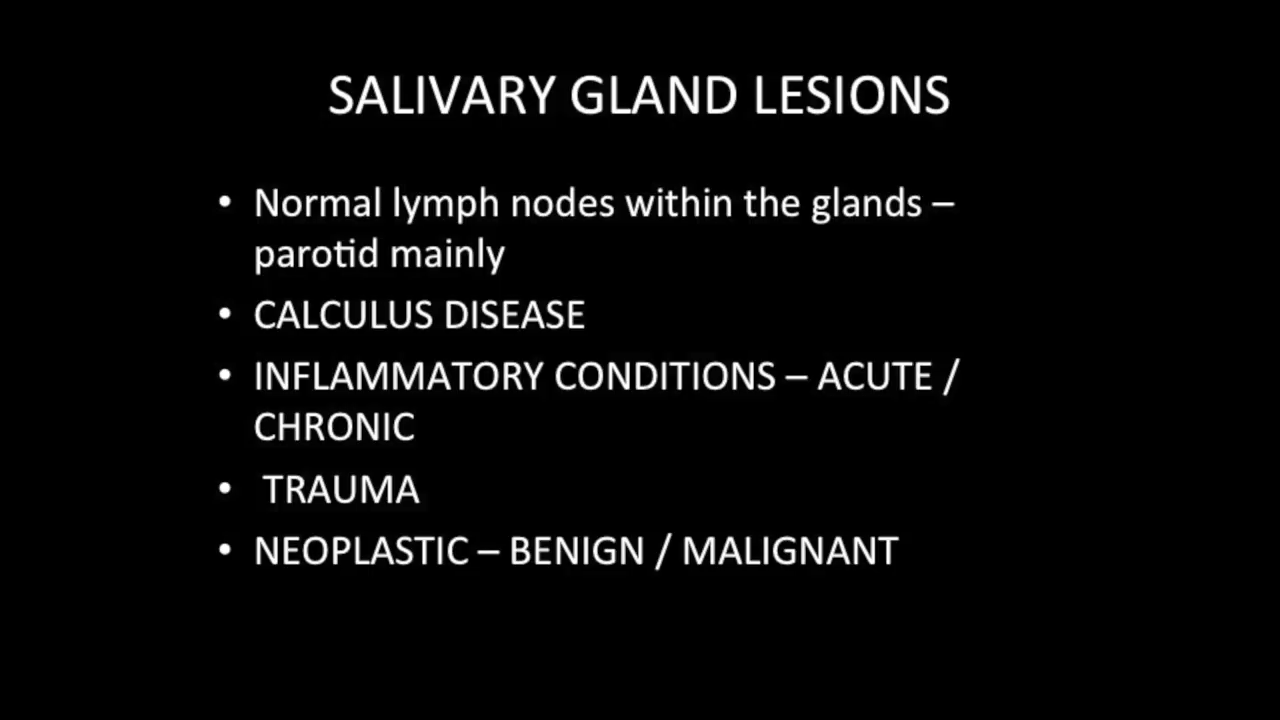 SALIVARY GLAND LESIONS
• Normal lymph nodes within the glands –
parotid mainly
• CALCULUS DISEASE
• INFLAMMATORY CONDITIONS – ACUTE /
CHRONIC
• TRAUMA
• NEOPLASTIC – BENIGN / MALIGNANT